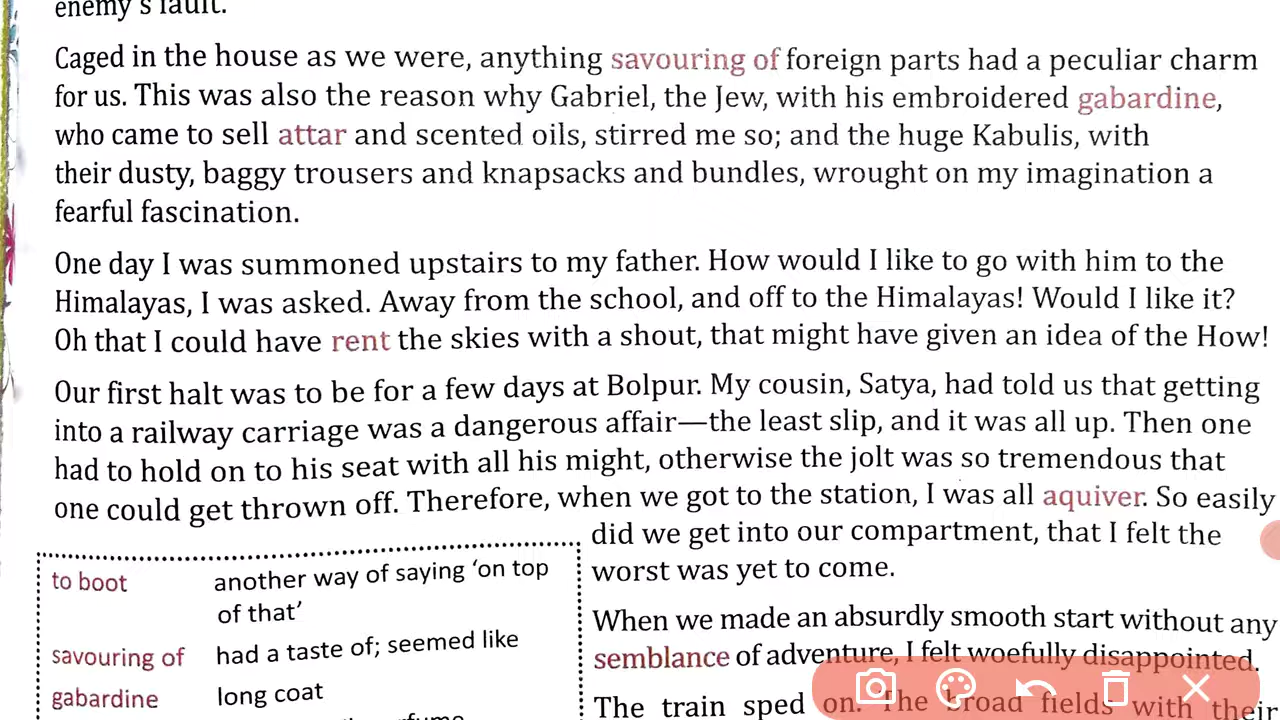 enemy's fault.
Caged in the house as we were, anything savouring of foreign parts had a peculiar charm
for us. This was also the reason why Gabriel, the Jew, with his embroidered gabardine,
who came to sell attar and scented oils, stirred me so; and the huge Kabulis, with
their dusty, baggy trousers and knapsacks and bundles, wrought on my imagination a
fearful fascination.
One day I was summoned upstairs to my father. How would I like to go with him to the
Himalayas, I was asked. Away from the school, and off to the Himalayas! Would I like it?
Oh that I could have rent the skies with a shout, that might have given an idea of the How!
Our first halt was to be for a few days at Bolpur. My cousin, Satya, had told us that getting
into a railway carriage was a dangerous affair—the least slip, and it was all up. Then one
had to hold on to his seat with all his might, otherwise the jolt was so tremendous that
one could get thrown off. Therefore, when we got to the station, I was all aquiver. So easily
did we get into our compartment, that I felt the
worst was yet to come.
When we made an absurdly smooth start without any
semblance of adventure, I felt woefully disappointed.
The train sped on. The broad fields with their
to boot another way of saying 'on top
of that'
savouring of had a taste of; seemed like
gabardine long coat